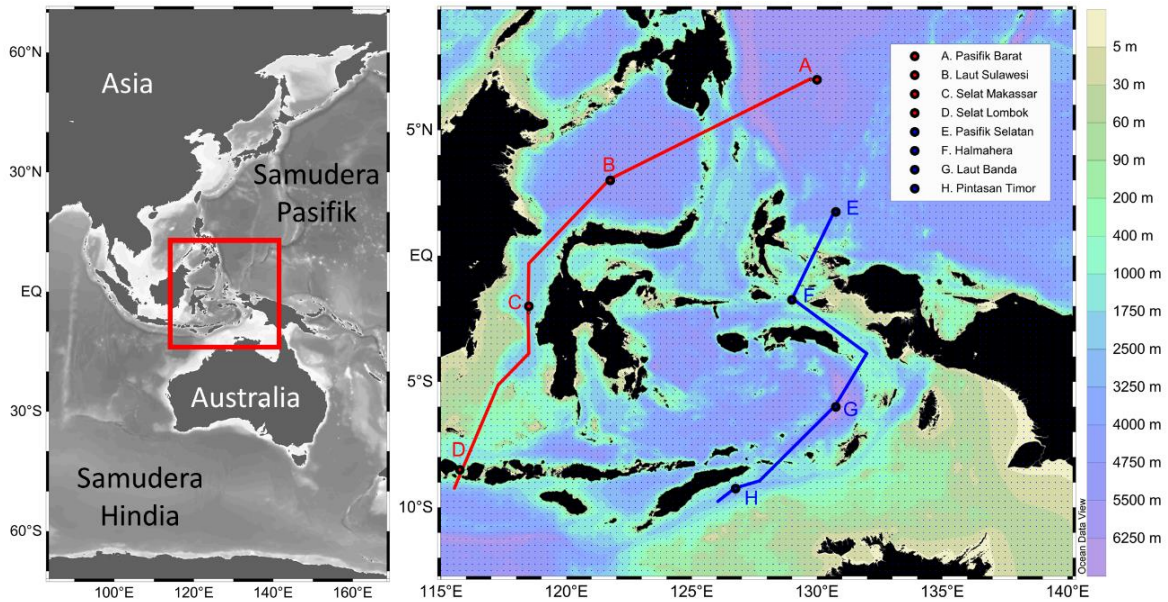 60°N
30°N
EQ
30°S
60°S
100°E
120°E
140°E
160°E
Asia
Samudera
Pasifik
Australia
Samudera
Hindia
5°N
EQ
5°S
10°S
115°E
120°E
125°E
130°E
135°E
140°E
A
B
C
D
E
F
G
H
A. Pasifik Barat
B. Laut Sulawesi
C. Selat Makassar
D. Selat Lombok
E. Pasifik Selatan
F. Halmahera
G. Laut Banda
H. Pintasan Timor
Ocean Data View
5 m
30 m
60 m
90 m
200 m
400 m
1000 m
1750 m
2500 m
3250 m
4000 m
4750 m
5500 m
6250 m